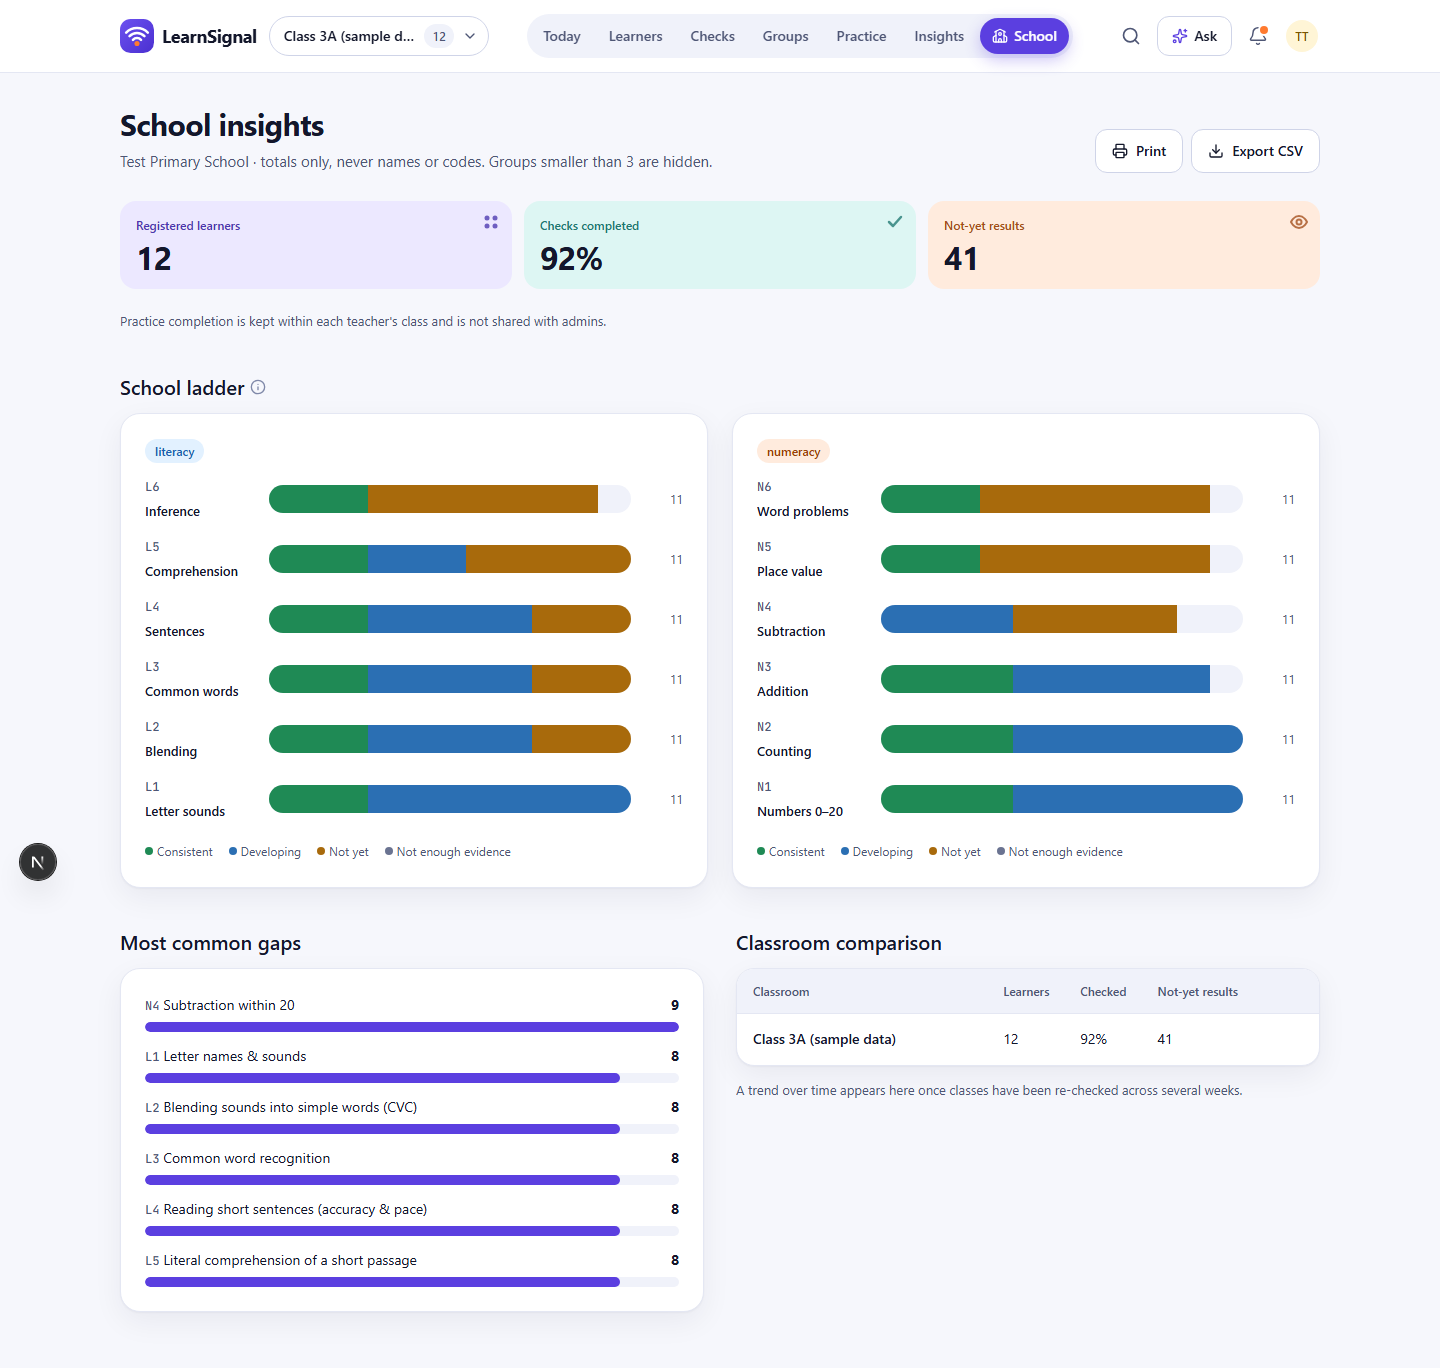 LearnSignal
Class 3A (sample d... 12
Today Learners Checks Groups Practice Insights School
Ask
TT
School insights
Test Primary School · totals only, never names or codes. Groups smaller than 3 are hidden.
Print
Export CSV
Registered learners
12
Checks completed
92%
Not-yet results
41
Practice completion is kept within each teacher's class and is not shared with admins.
School ladder
literacy
L6
Inference
11
L5
Comprehension
11
L4
Sentences
11
L3
Common words
11
L2
Blending
11
L1
Letter sounds
11
Consistent Developing Not yet Not enough evidence
numeracy
N6
Word problems
11
N5
Place value
11
N4
Subtraction
11
N3
Addition
11
N2
Counting
11
N1
Numbers 0–20
11
Consistent Developing Not yet Not enough evidence
N
Most common gaps
N4 Subtraction within 20 9
L1 Letter names & sounds 8
L2 Blending sounds into simple words (CVC) 8
L3 Common word recognition 8
L4 Reading short sentences (accuracy & pace) 8
L5 Literal comprehension of a short passage 8
Classroom comparison
Classroom Learners Checked Not-yet results
Class 3A (sample data) 12 92% 41
A trend over time appears here once classes have been re-checked across several weeks.